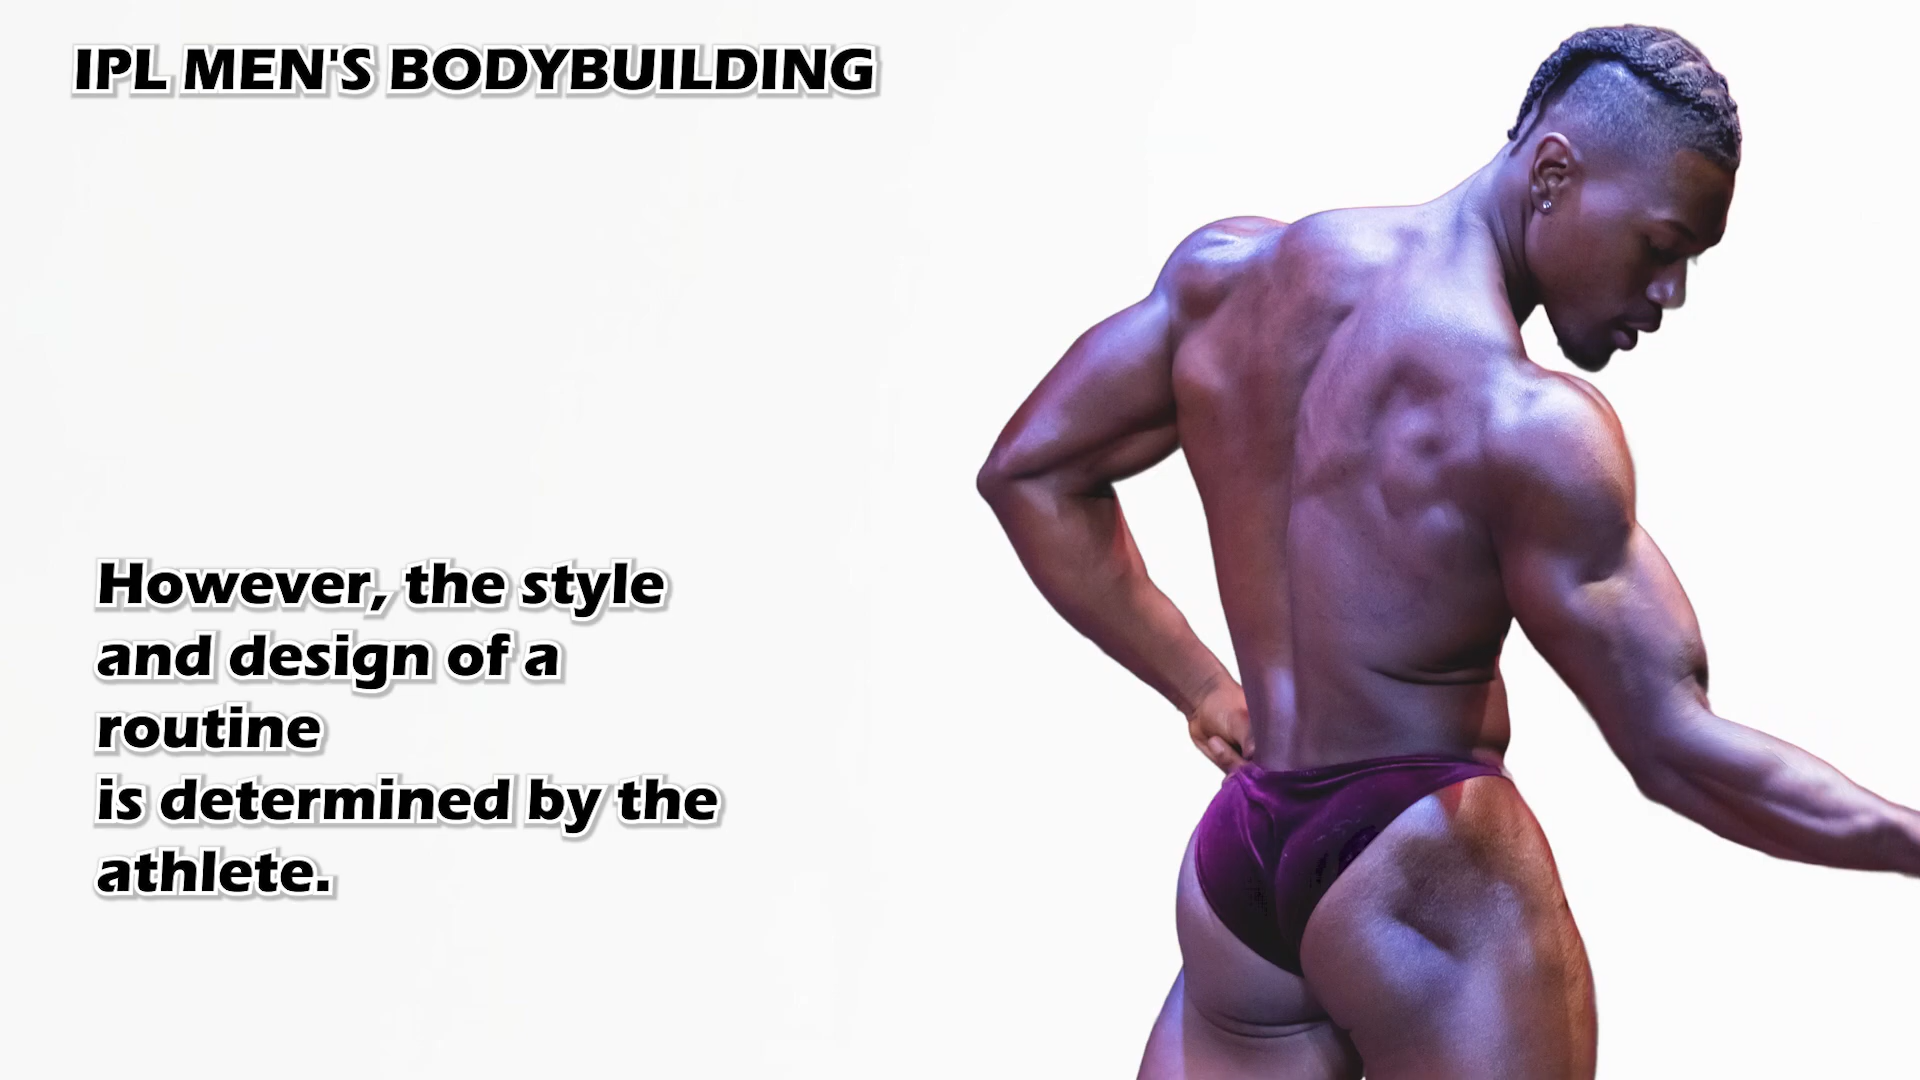 IPL MEN'S BODYBUILDING
However, the style
and design of a
routine
is determined by the
athlete.